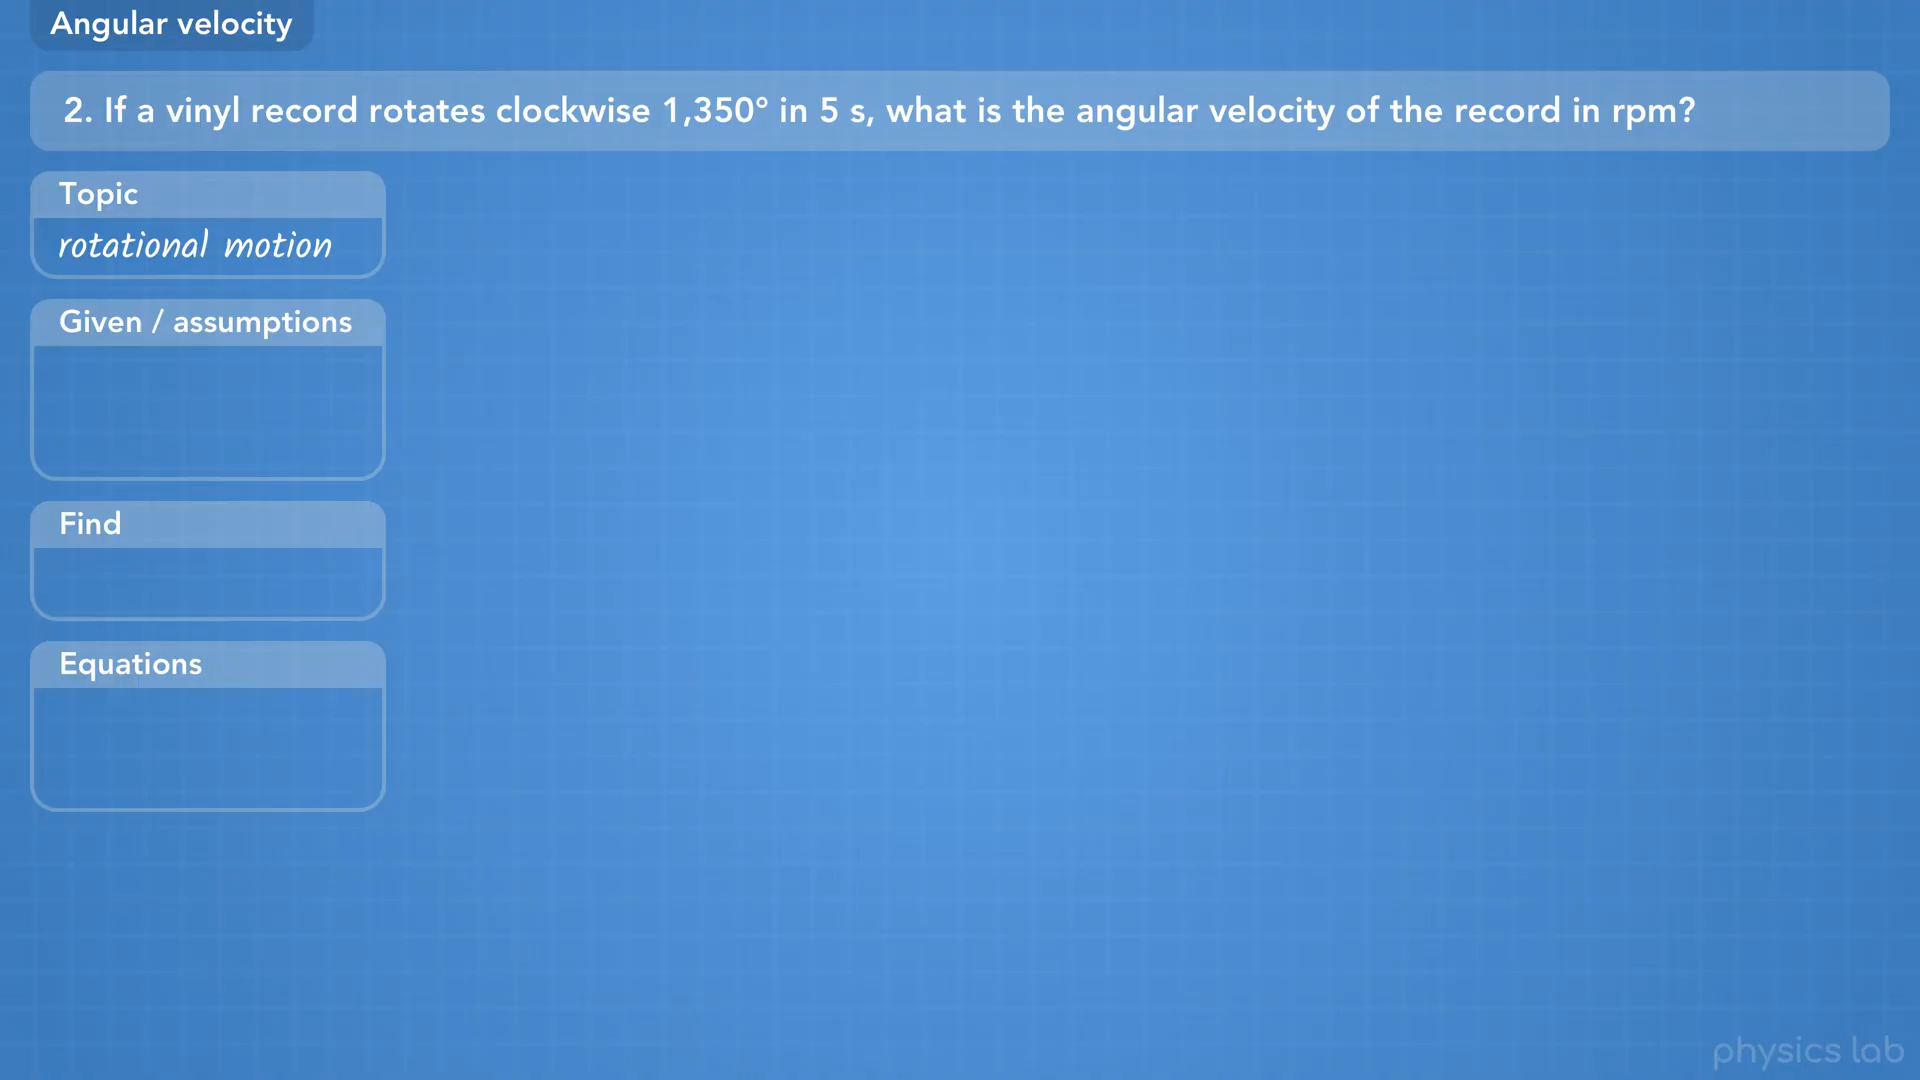 Angular velocity
2. If a vinyl record rotates clockwise 1,350° in 5 s, what is the angular velocity of the record in rpm?
Topic
rotational motion
Given / assumptions
Find
Equations
physics lab